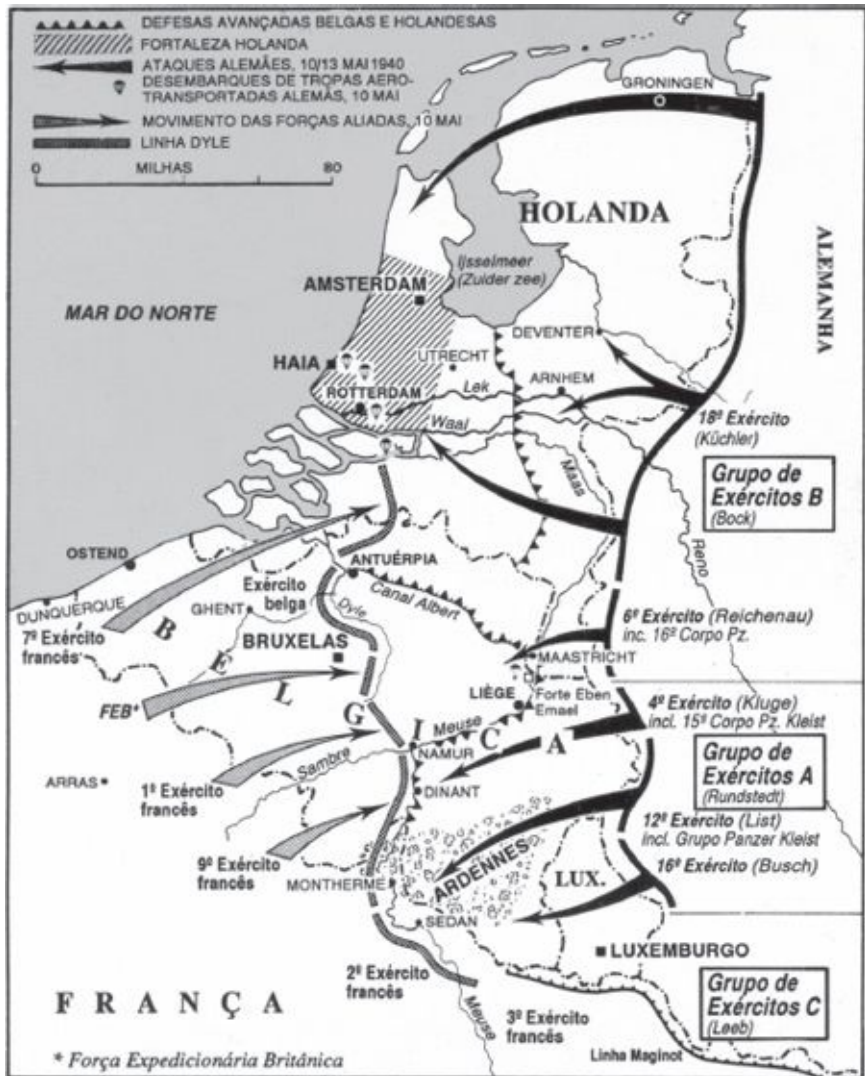 DEFESAS AVANÇADAS BELGAS E HOLANDESAS
FORTALEZA HOLANDA
ATAQUES ALEMÃES, 10/13 MAI 1940
DESEMBARQUES DE TROPAS AERO-
TRANSPORTADAS ALEMÃS, 10 MAI
MOVIMENTO DAS FORÇAS ALIADAS, 10 MAI
LINHA DYLE
0 80
MILHAS
GRONINGEN
HOLANDA
ALEMANHA
Ijsselmeer
(Zuider zee)
AMSTERDAM
MAR DO NORTE
DEVENTER
HAIA
UTRECHT
ARNHEM
ROTTERDAM
Lek
Waal
18º Exército
(Küchler)
Maas
Grupo de
Exércitos B
(Bock)
Reno
OSTEND
ANTUÉRPIA
DUNQUERQUE
Exército
belga
Canal Albert
GHENT
Dyle
7º Exército
francês
BRUXELAS
6º Exército (Reichenau)
inc. 16º Corpo Pz.
MAASTRICHT
BELGICA
FEB*
LIÈGE
Forte Eben
Emael
4º Exército (Kluge)
incl. 15º Corpo Pz. Kleist
Meuse
NAMUR
Sambre
ARRAS
DINANT
Grupo de
Exércitos A
(Rundstedt)
1º Exército
francês
12º Exército (List)
incl. Grupo Panzer Kleist
16º Exército (Busch)
9º Exército
francês
ARDENNES
MONTHERMÉ
LUX.
SEDAN
LUXEMBURGO
2º Exército
francês
Meuse
FRANÇA
3º Exército
francês
Grupo de
Exércitos C
(Leeb)
Linha Maginot
* Força Expedicionária Britânica